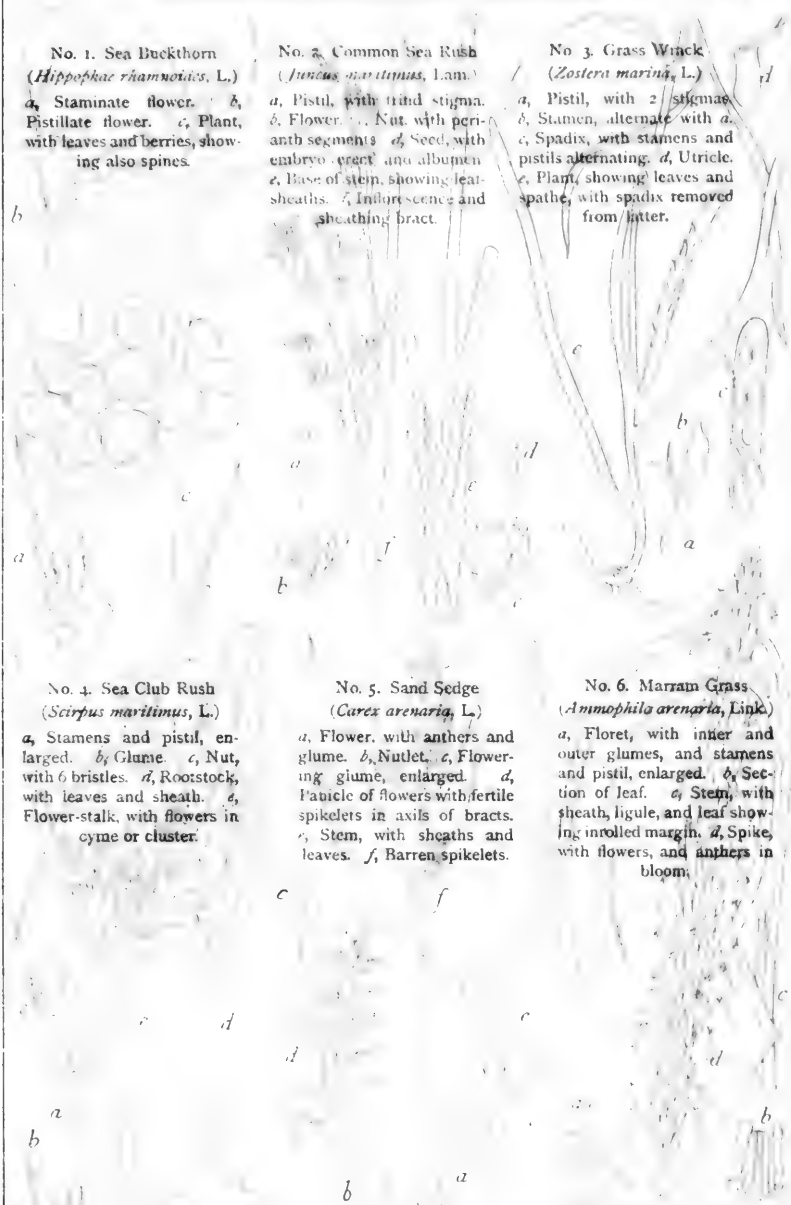 No. 1. Sea Buckthorn
(Hippophae rhamnoides, L.)
a, Staminate flower. b,
Pistillate flower. c, Plant,
with leaves and berries, show-
ing also spines.
No. 2. Common Sea Rush
(Juncus maritimus, Lam.)
a, Pistil, with trifid stigma.
b, Flower. Nut, with peri-
anth segments d, Seed, with
embryo erect and albumen
e, Base of stem, showing leaf-
sheaths. f, Inflorescence and
sheathing bract.
No 3. Grass Wrack
(Zostera marina, L.)
a, Pistil, with 2 stigmas.
b, Stamen, alternate with a.
c, Spadix, with stamens and
pistils alternating. d, Utricle.
e, Plant, showing leaves and
spathe, with spadix removed
from latter.
d
b
c
e
c
b
a
d
e
a
f
a
b
c
No. 4. Sea Club Rush
(Scirpus maritimus, L.)
a, Stamens and pistil, en-
larged. b, Glume. c, Nut,
with 6 bristles. d, Rootstock,
with leaves and sheath. e,
Flower-stalk, with flowers in
cyme or cluster.
No. 5. Sand Sedge
(Carex arenaria, L.)
a, Flower, with anthers and
glume. b, Nutlet. c, Flower-
ing glume, enlarged. d,
Panicle of flowers with fertile
spikelets in axils of bracts.
e, Stem, with sheaths and
leaves. f, Barren spikelets.
No. 6. Marram Grass
(Ammophila arenaria, Link.)
a, Floret, with inner and
outer glumes, and stamens
and pistil, enlarged. b, Sec-
tion of leaf. c, Stem, with
sheath, ligule, and leaf show-
ing inrolled margin. d, Spike,
with flowers, and anthers in
bloom.
c
f
e
d
c
c
d
d
a
b
b
a
b